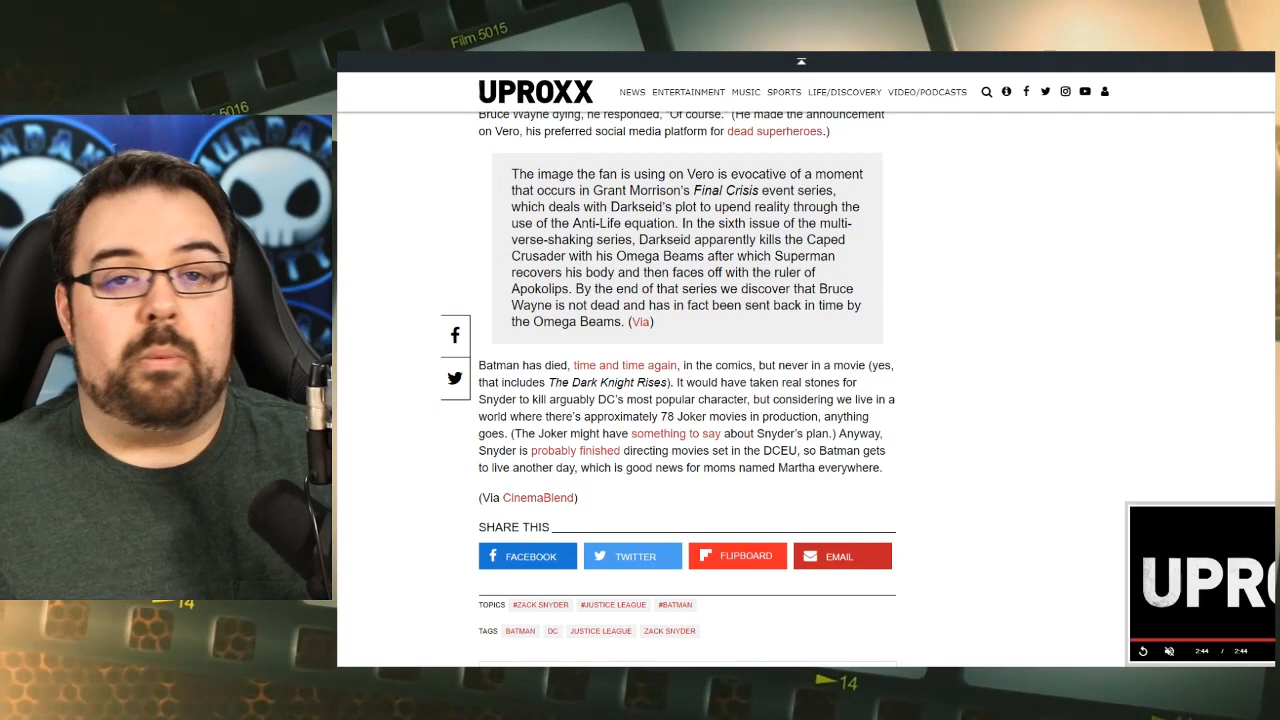 Film 5015
5016
UPROXX
NEWS ENTERTAINMENT MUSIC SPORTS LIFE/DISCOVERY VIDEO/PODCASTS
Bruce Wayne dying, he responded, "Of course." (He made the announcement
on Vero, his preferred social media platform for dead superheroes.)
The image the fan is using on Vero is evocative of a moment
that occurs in Grant Morrison's Final Crisis event series,
which deals with Darkseid's plot to upend reality through the
use of the Anti-Life equation. In the sixth issue of the multi-
verse-shaking series, Darkseid apparently kills the Caped
Crusader with his Omega Beams after which Superman
recovers his body and then faces off with the ruler of
Apokolips. By the end of that series we discover that Bruce
Wayne is not dead and has in fact been sent back in time by
the Omega Beams. (Via)
Batman has died, time and time again, in the comics, but never in a movie (yes,
that includes The Dark Knight Rises). It would have taken real stones for
Snyder to kill arguably DC's most popular character, but considering we live in a
world where there's approximately 78 Joker movies in production, anything
goes. (The Joker might have something to say about Snyder's plan.) Anyway,
Snyder is probably finished directing movies set in the DCEU, so Batman gets
to live another day, which is good news for moms named Martha everywhere.
(Via CinemaBlend)
SHARE THIS
FACEBOOK TWITTER FLIPBOARD EMAIL
TOPICS #ZACK SNYDER #JUSTICE LEAGUE #BATMAN
TAGS BATMAN DC JUSTICE LEAGUE ZACK SNYDER
UPRO
2:44 / 2:44
14
14